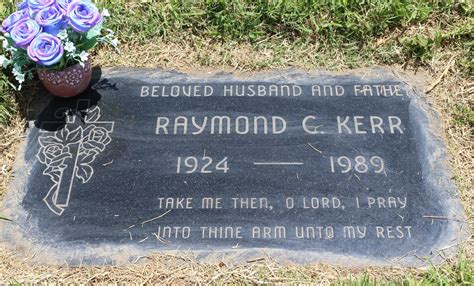 BELOVED HUSBAND AND FATHER
RAYMOND C. KERR
1924 — 1989
TAKE ME THEN, O LORD, I PRAY
INTO THINE ARM UNTO MY REST